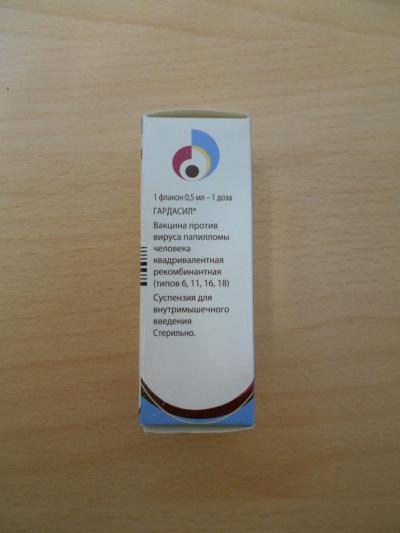 1 флакон 0,5 мл – 1 доза
ГАРДАСИЛ®
Вакцина против
вируса папилломы
человека
квадривалентная
рекомбинантная
(типов 6, 11, 16, 18)
Суспензия для
внутримышечного
введения
Стерильно.